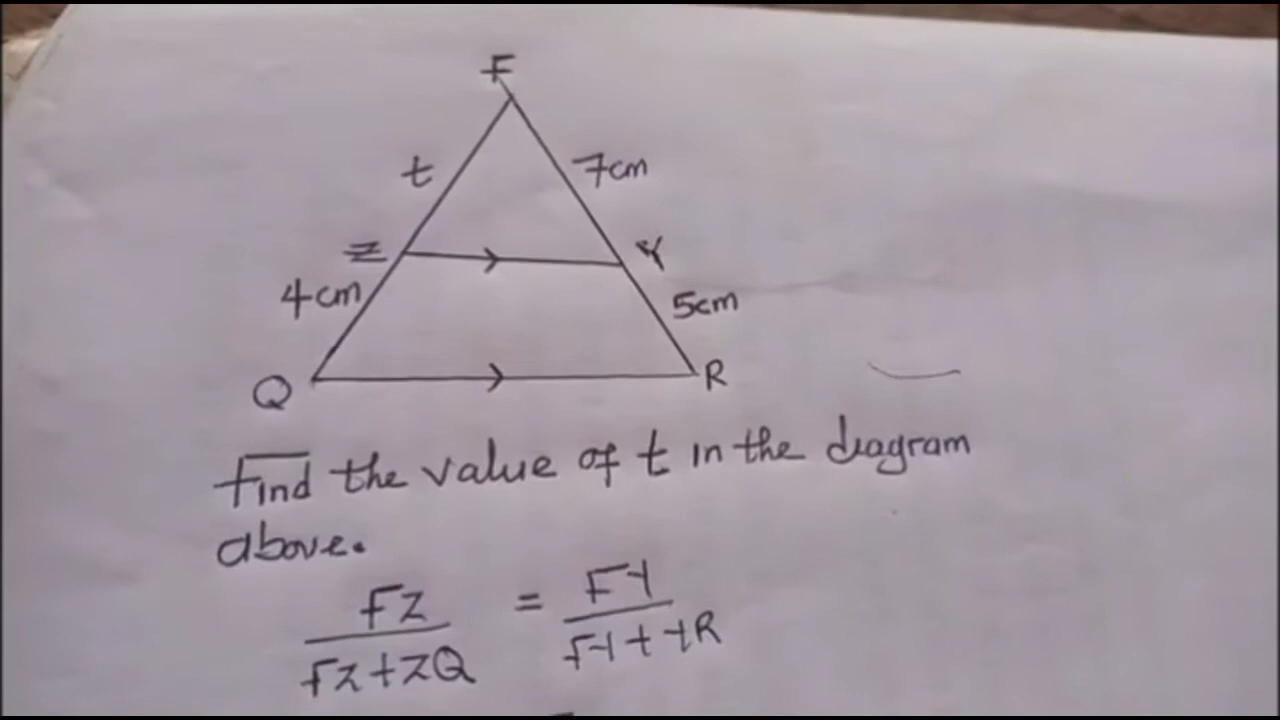 F
t 7cm
Z Y
4cm 5cm
Q R
Find the value of t in the diagram
above.
FZ = FY
FZ+ZQ FY+YR